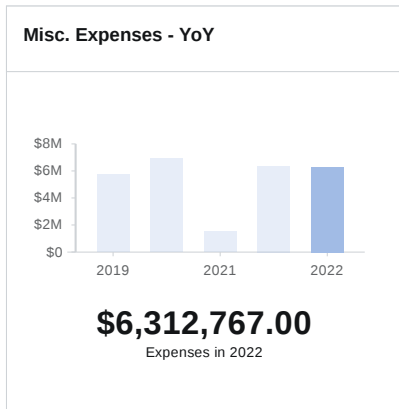 Misc. Expenses - YoY
$8M
$6M
$4M
$2M
$0
2019 2021 2022
$6,312,767.00
Expenses in 2022